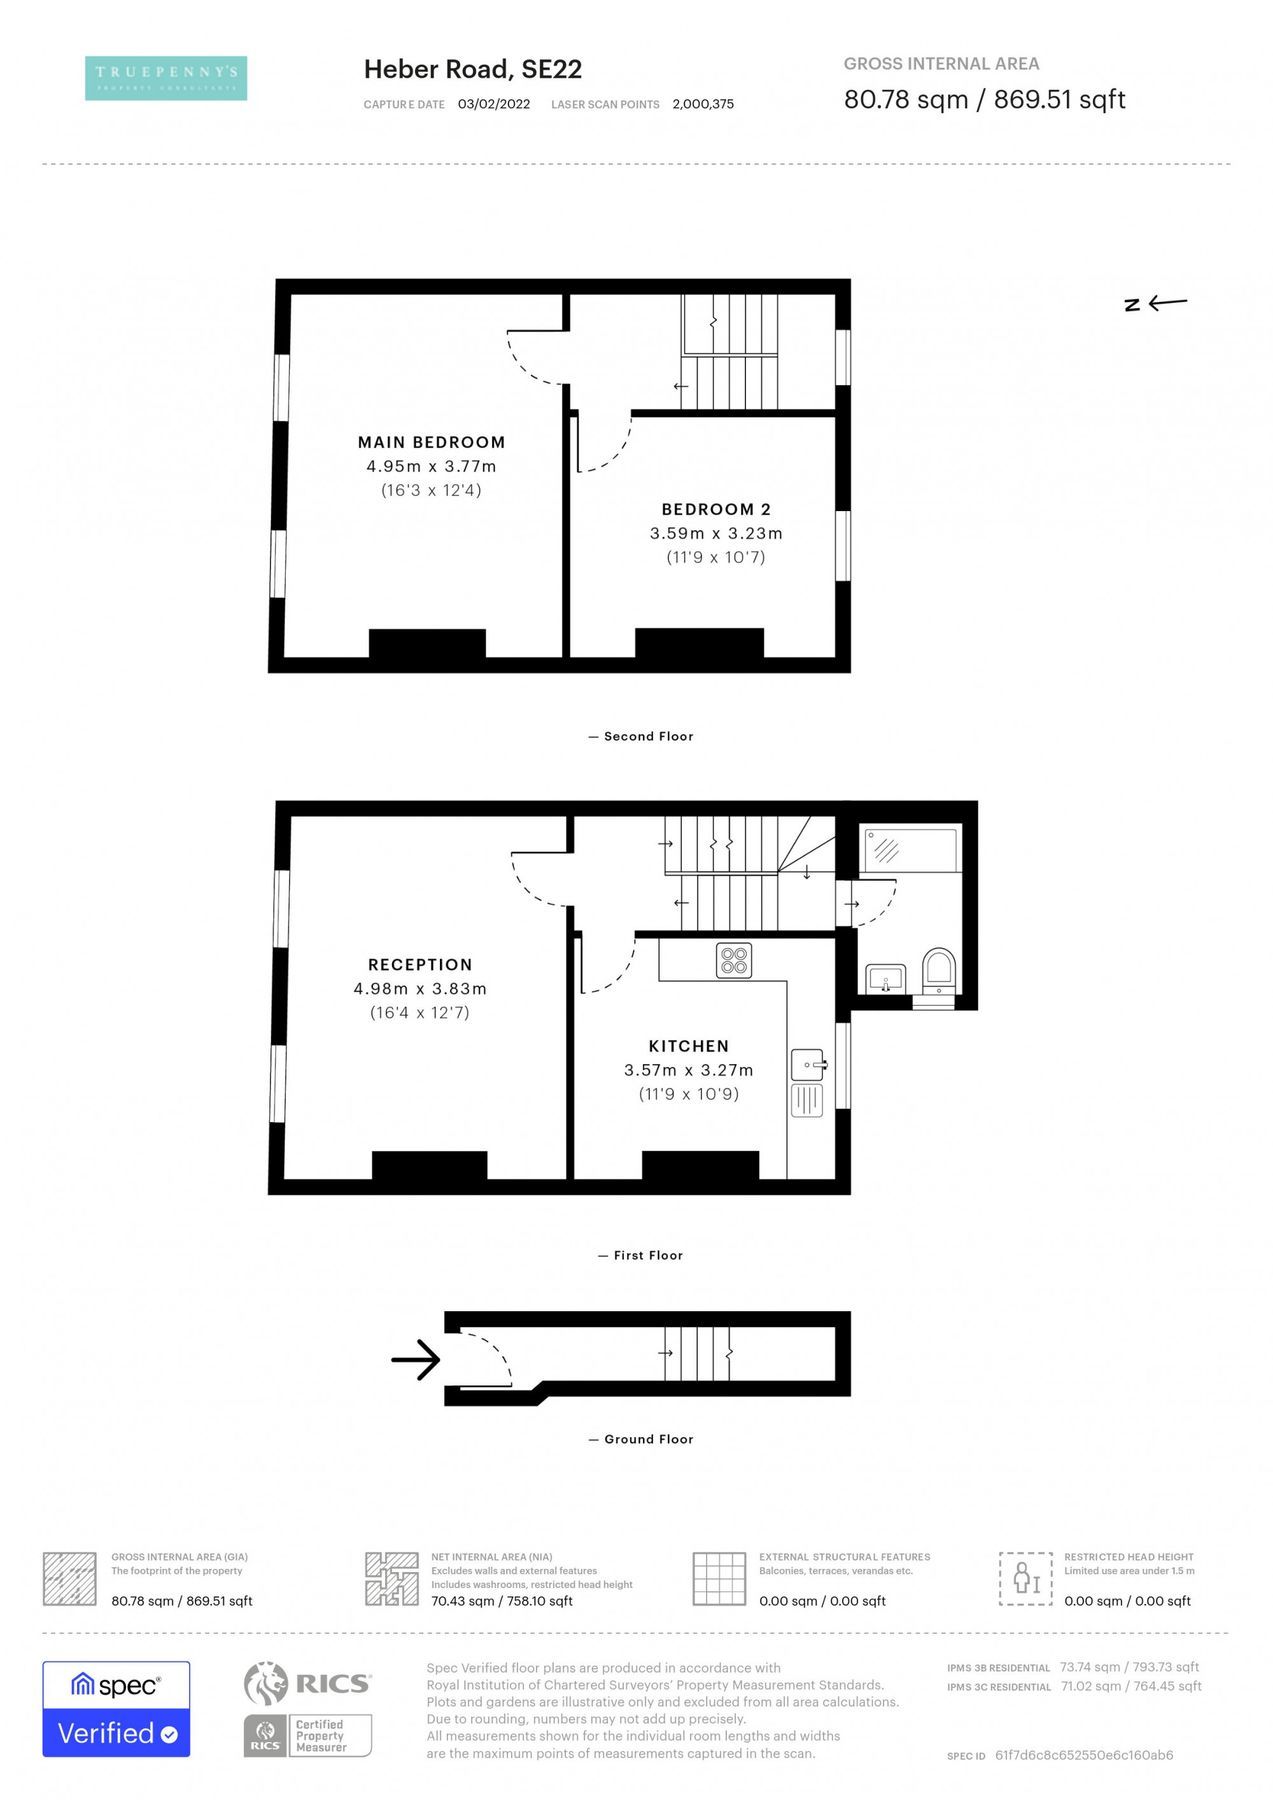 TRUEPENNY'S
PROPERTY CONSULTANTS
Heber Road, SE22
CAPTURE DATE 03/02/2022 LASER SCAN POINTS 2,000,375
GROSS INTERNAL AREA
80.78 sqm / 869.51 sqft
N
MAIN BEDROOM
4.95m x 3.77m
(16'3 x 12'4)
BEDROOM 2
3.59m x 3.23m
(11'9 x 10'7)
— Second Floor
RECEPTION
4.98m x 3.83m
(16'4 x 12'7)
KITCHEN
3.57m x 3.27m
(11'9 x 10'9)
— First Floor
— Ground Floor
GROSS INTERNAL AREA (GIA)
The footprint of the property
80.78 sqm / 869.51 sqft
NET INTERNAL AREA (NIA)
Excludes walls and external features
Includes washrooms, restricted head height
70.43 sqm / 758.10 sqft
EXTERNAL STRUCTURAL FEATURES
Balconies, terraces, verandas etc.
0.00 sqm / 0.00 sqft
RESTRICTED HEAD HEIGHT
Limited use area under 1.5 m
0.00 sqm / 0.00 sqft
spec®
Verified
RICS
RICS
Certified
Property
Measurer
Spec Verified floor plans are produced in accordance with
Royal Institution of Chartered Surveyors' Property Measurement Standards.
Plots and gardens are illustrative only and excluded from all area calculations.
Due to rounding, numbers may not add up precisely.
All measurements shown for the individual room lengths and widths
are the maximum points of measurements captured in the scan.
IPMS 3B RESIDENTIAL 73.74 sqm / 793.73 sqft
IPMS 3C RESIDENTIAL 71.02 sqm / 764.45 sqft
SPEC ID 61f7d6c8c652550e6c160ab6